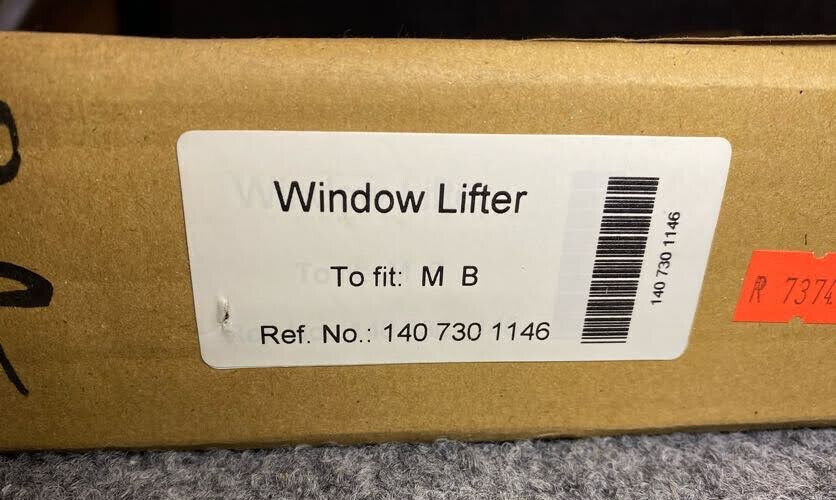 Window Lifter
To fit: M B
Ref. No.: 140 730 1146
140 730 1146
R 7374